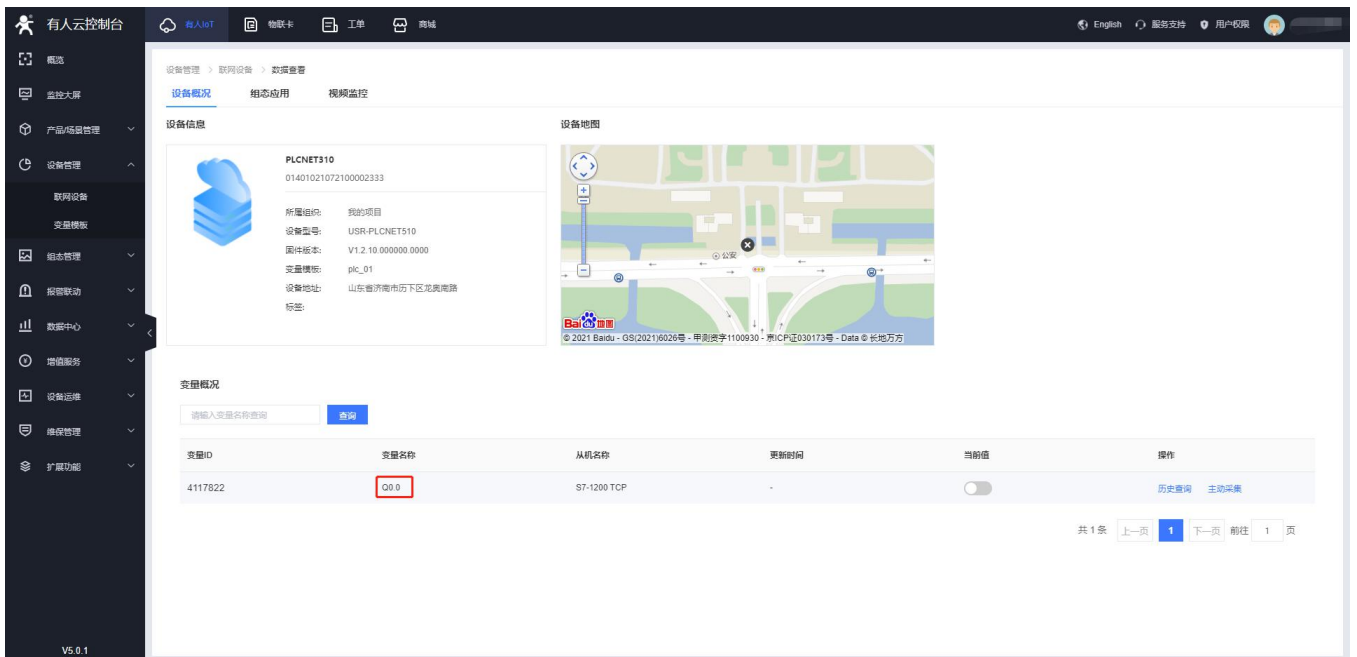 有人云控制台
有人IoT 物联卡 工单 商城
English 服务支持 用户权限
概览
监控大屏
产品/场景管理
设备管理
联网设备
变量模板
组态管理
报警联动
数据中心
增值服务
设备运维
维保管理
扩展功能
V5.0.1
设备管理 > 联网设备 > 数据查看
设备概况 组态应用 视频监控
设备信息
PLCNET310
01401021072100002333
所属组织: 我的项目
设备型号: USR-PLCNET510
固件版本: V1.2.10.000000.0000
变量模板: plc_01
设备地址: 山东省济南市历下区龙奥南路
标签:
设备地图
公安
Bai 地图
© 2021 Baidu - GS(2021)6026号 - 甲测资字1100930 - 京ICP证030173号 - Data © 长地万方
变量概况
请输入变量名称查询 查询
变量ID 变量名称 从机名称 更新时间 当前值 操作
4117822 Q0.0 S7-1200 TCP - 历史查询 主动采集
共 1 条 上一页 1 下一页 前往 1 页